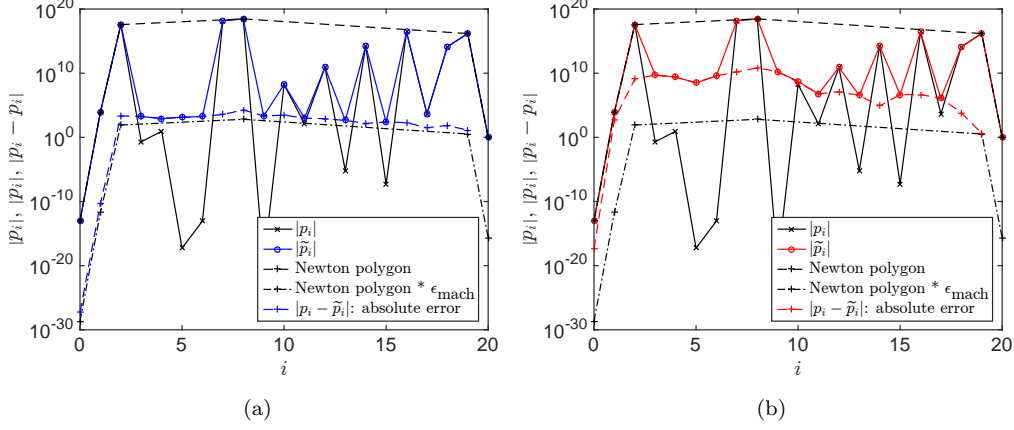 10^20
10^10
10^0
10^-10
10^-20
10^-30
|p_i|, |p̃_i|, |p_i − p̃_i|
0 5 10 15 20
i
|p_i|
|p̃_i|
Newton polygon
Newton polygon * ϵ_mach
|p_i − p̃_i|: absolute error
(a)
10^20
10^10
10^0
10^-10
10^-20
10^-30
|p_i|, |p_i|, |p_i − p_i|
0 5 10 15 20
i
|p_i|
|p̃_i|
Newton polygon
Newton polygon * ϵ_mach
|p_i − p̃_i|: absolute error
(b)